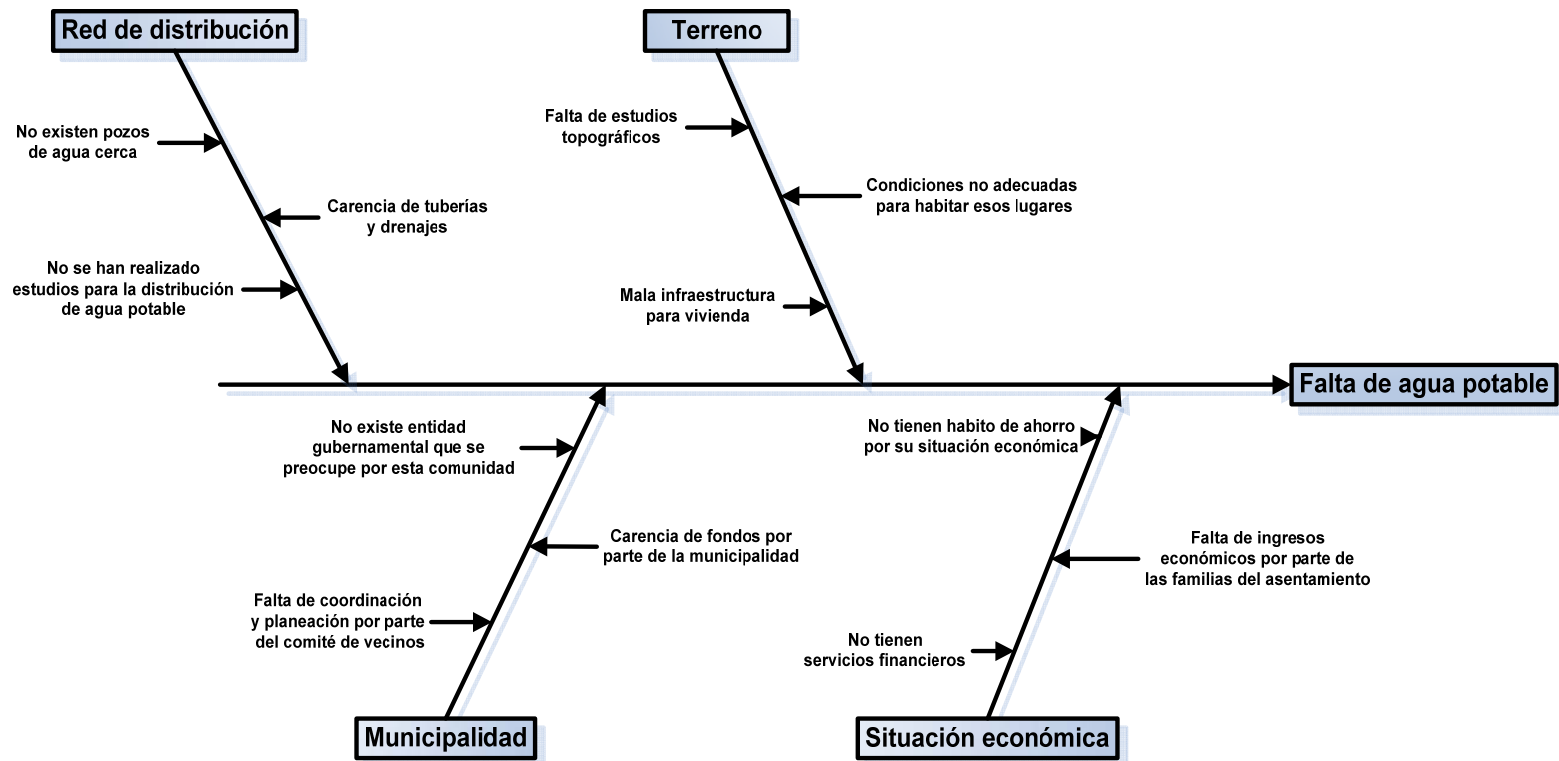 Red de distribución
No existen pozos
de agua cerca
Carencia de tuberías
y drenajes
No se han realizado
estudios para la distribución
de agua potable
Terreno
Falta de estudios
topográficos
Condiciones no adecuadas
para habitar esos lugares
Mala infraestructura
para vivienda
Falta de agua potable
No existe entidad
gubernamental que se
preocupe por esta comunidad
Carencia de fondos por
parte de la municipalidad
Falta de coordinación
y planeación por parte
del comité de vecinos
Municipalidad
No tienen habito de ahorro
por su situación económica
Falta de ingresos
económicos por parte de
las familias del asentamiento
No tienen
servicios financieros
Situación económica